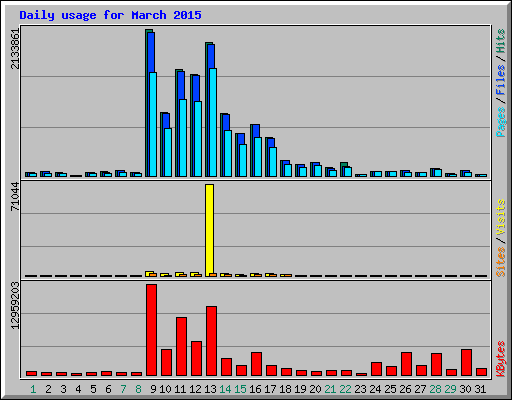 Daily usage for March 2015
2133861
Pages / Files / Hits
71044
Sites / Visits
12959203
KBytes
1 2 3 4 5 6 7 8 9 10 11 12 13 14 15 16 17 18 19 20 21 22 23 24 25 26 27 28 29 30 31